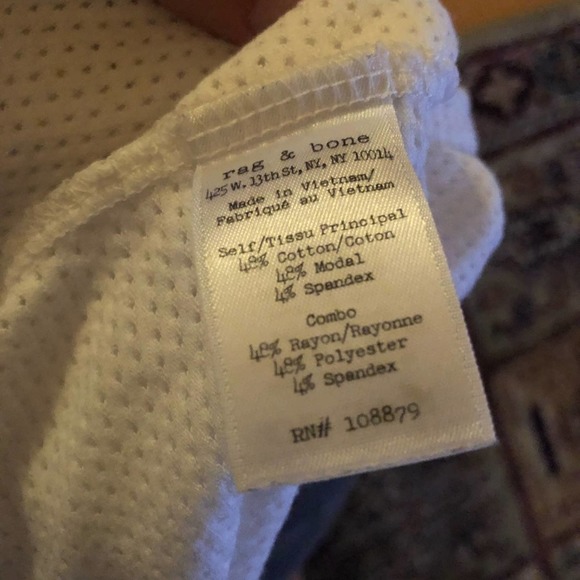 rag & bone
425 W. 13th St, NY, NY 10014
Made in Vietnam/
Fabriqué au Vietnam
Self/Tissu Principal
48% Cotton/Coton
48% Modal
4% Spandex
Combo
48% Rayon/Rayonne
48% Polyester
4% Spandex
RN# 108879